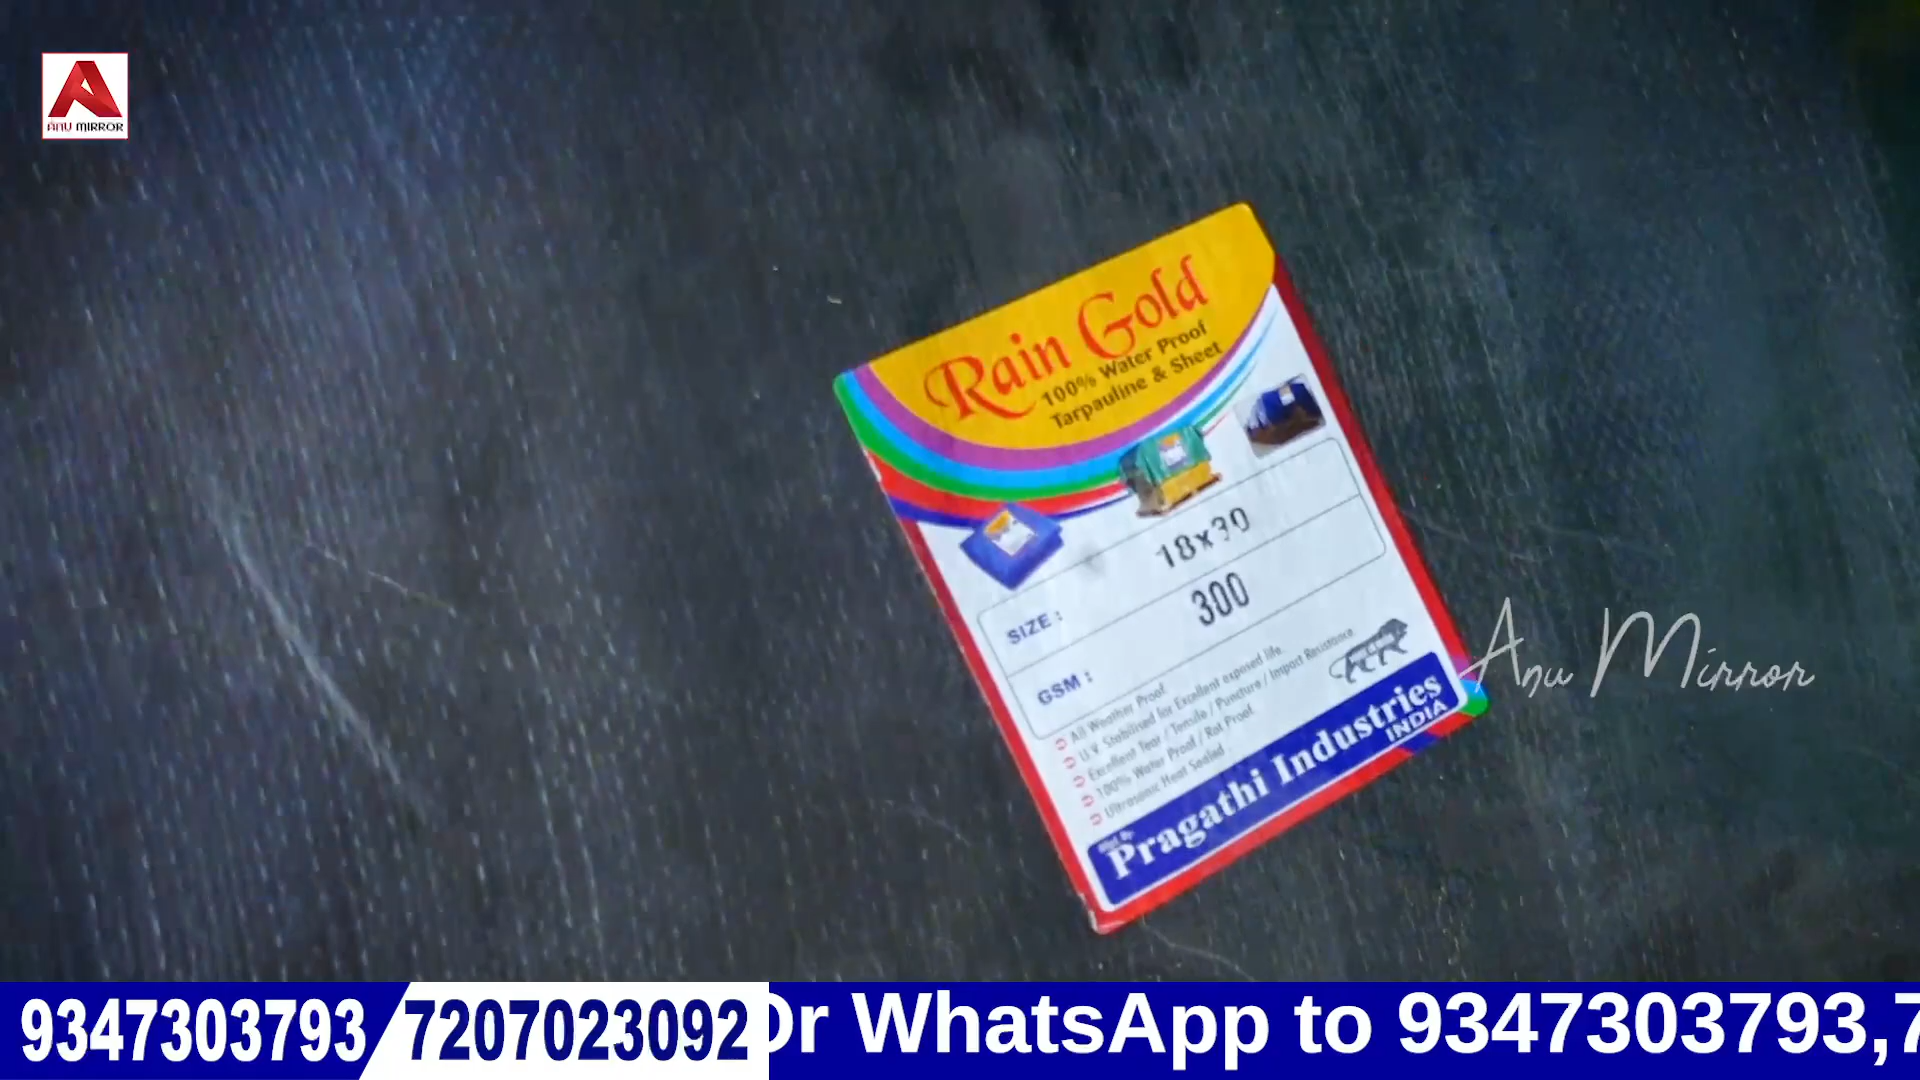 ANU MIRROR
Rain Gold
100% Water Proof
Tarpauline & Sheet
SIZE : 18x30
GSM : 300
All Weather Proof
U.V. Stabilised for Excellent exposed life.
Excellent Tear / Tensile / Puncture / Impact Resistance
100% Water Proof / Rot Proof
Ultrasonic Heat Sealed
Mfd. By:
Pragathi Industries
INDIA
Anu Mirror
9347303793 7207023092 Or WhatsApp to 9347303793,7